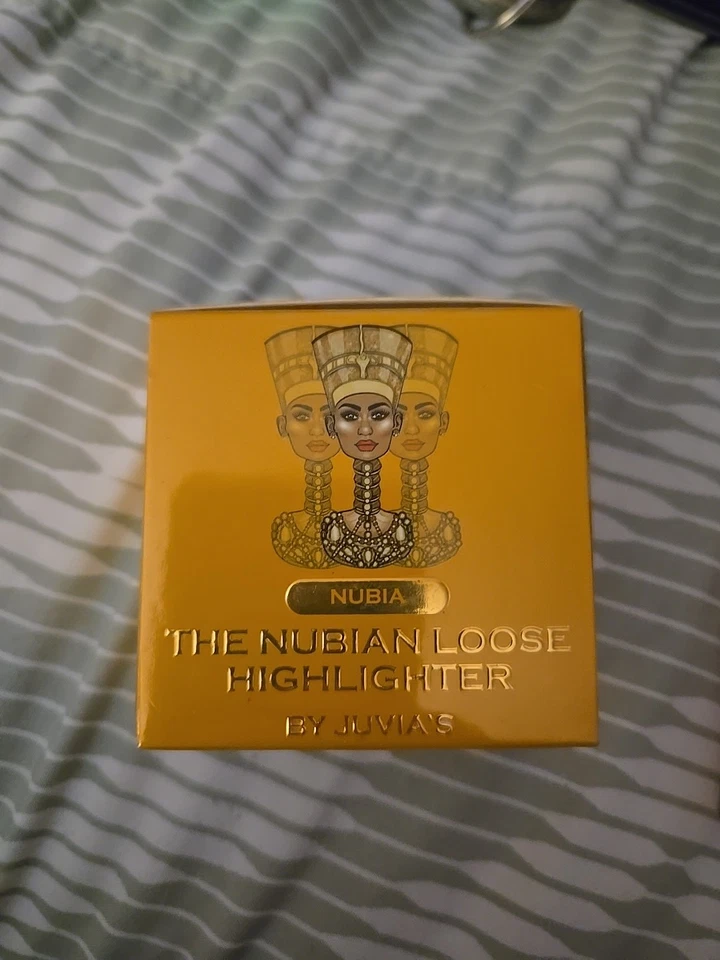 NUBIA
THE NUBIAN LOOSE
HIGHLIGHTER
BY JUVIA'S